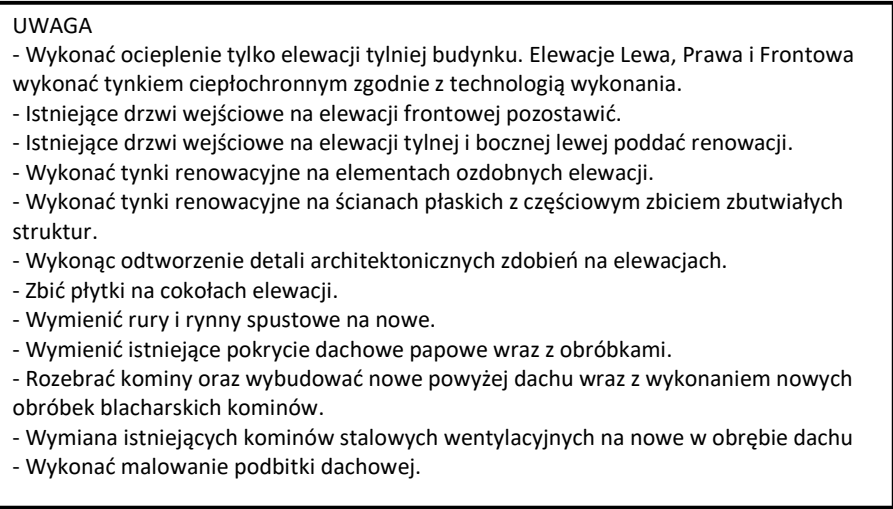 UWAGA
- Wykonać ocieplenie tylko elewacji tylniej budynku. Elewacje Lewa, Prawa i Frontowa
wykonać tynkiem ciepłochronnym zgodnie z technologią wykonania.
- Istniejące drzwi wejściowe na elewacji frontowej pozostawić.
- Istniejące drzwi wejściowe na elewacji tylnej i bocznej lewej poddać renowacji.
- Wykonać tynki renowacyjne na elementach ozdobnych elewacji.
- Wykonać tynki renowacyjne na ścianach płaskich z częściowym zbiciem zbutwiałych
struktur.
- Wykonąc odtworzenie detali architektonicznych zdobień na elewacjach.
- Zbić płytki na cokołach elewacji.
- Wymienić rury i rynny spustowe na nowe.
- Wymienić istniejące pokrycie dachowe papowe wraz z obróbkami.
- Rozebrać kominy oraz wybudować nowe powyżej dachu wraz z wykonaniem nowych
obróbek blacharskich kominów.
- Wymiana istniejących kominów stalowych wentylacyjnych na nowe w obrębie dachu
- Wykonać malowanie podbitki dachowej.